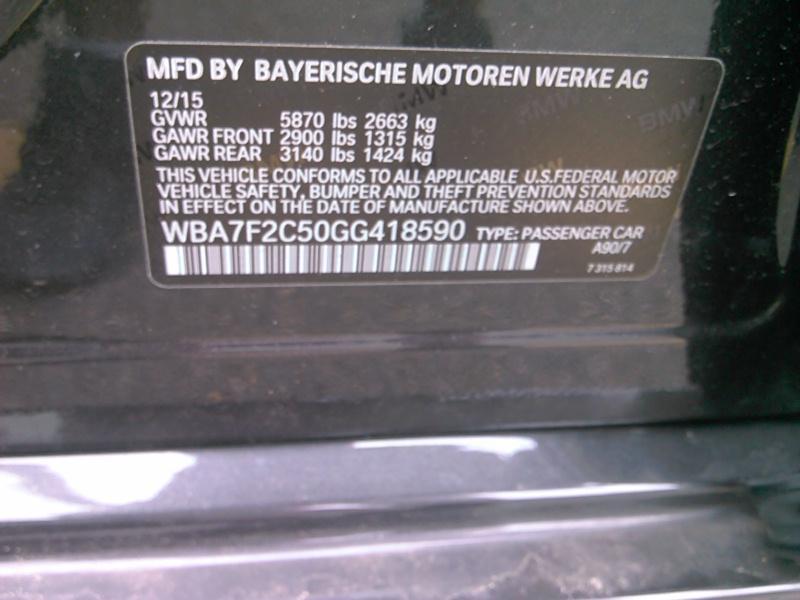 MFD BY BAYERISCHE MOTOREN WERKE AG
12/15
GVWR 5870 lbs 2663 kg
GAWR FRONT 2900 lbs 1315 kg
GAWR REAR 3140 lbs 1424 kg
THIS VEHICLE CONFORMS TO ALL APPLICABLE U.S.FEDERAL MOTOR
VEHICLE SAFETY, BUMPER AND THEFT PREVENTION STANDARDS
IN EFFECT ON THE DATE OF MANUFACTURE SHOWN ABOVE.
WBA7F2C50GG418590 TYPE: PASSENGER CAR
A90/7
7 315 814